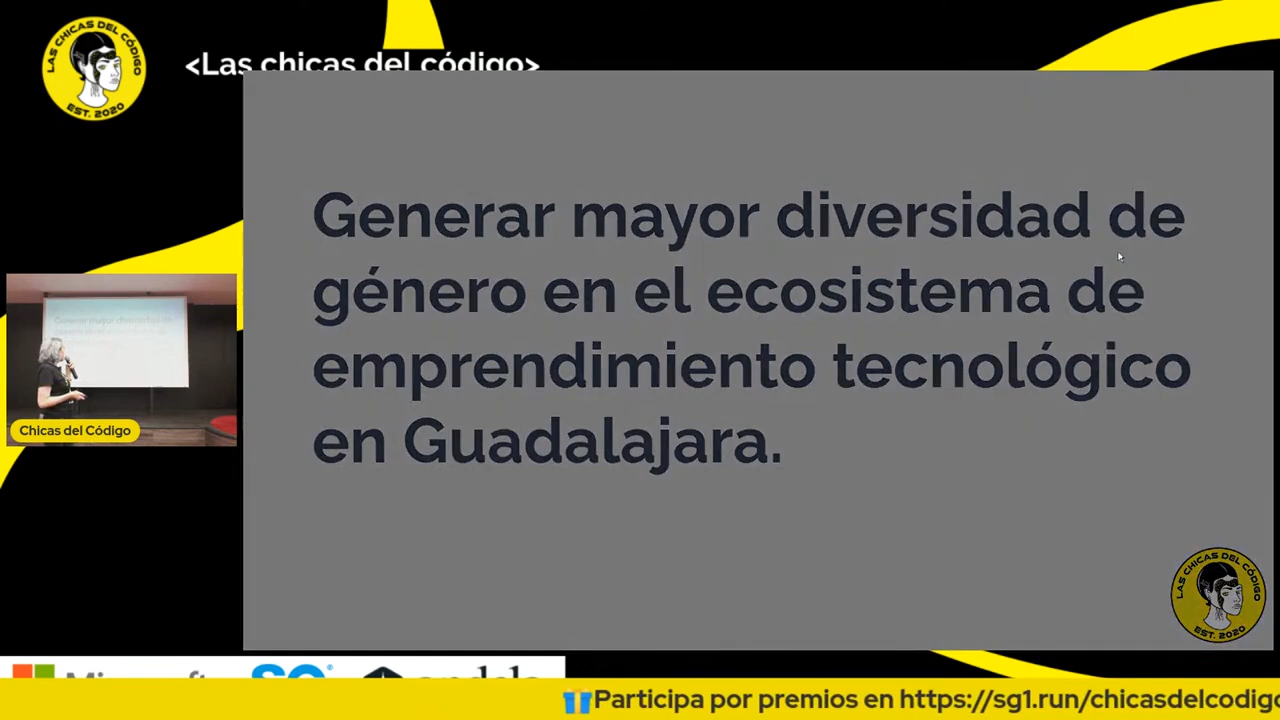 LAS CHICAS DEL CÓDIGO
EST. 2020
<Las chicas del código>
Generar mayor diversidad de
género en el ecosistema de
emprendimiento tecnológico
en Guadalajara.
Chicas del Código
LAS CHICAS DEL CÓDIGO
EST. 2020
Participa por premios en https://sg1.run/chicasdelcodigo